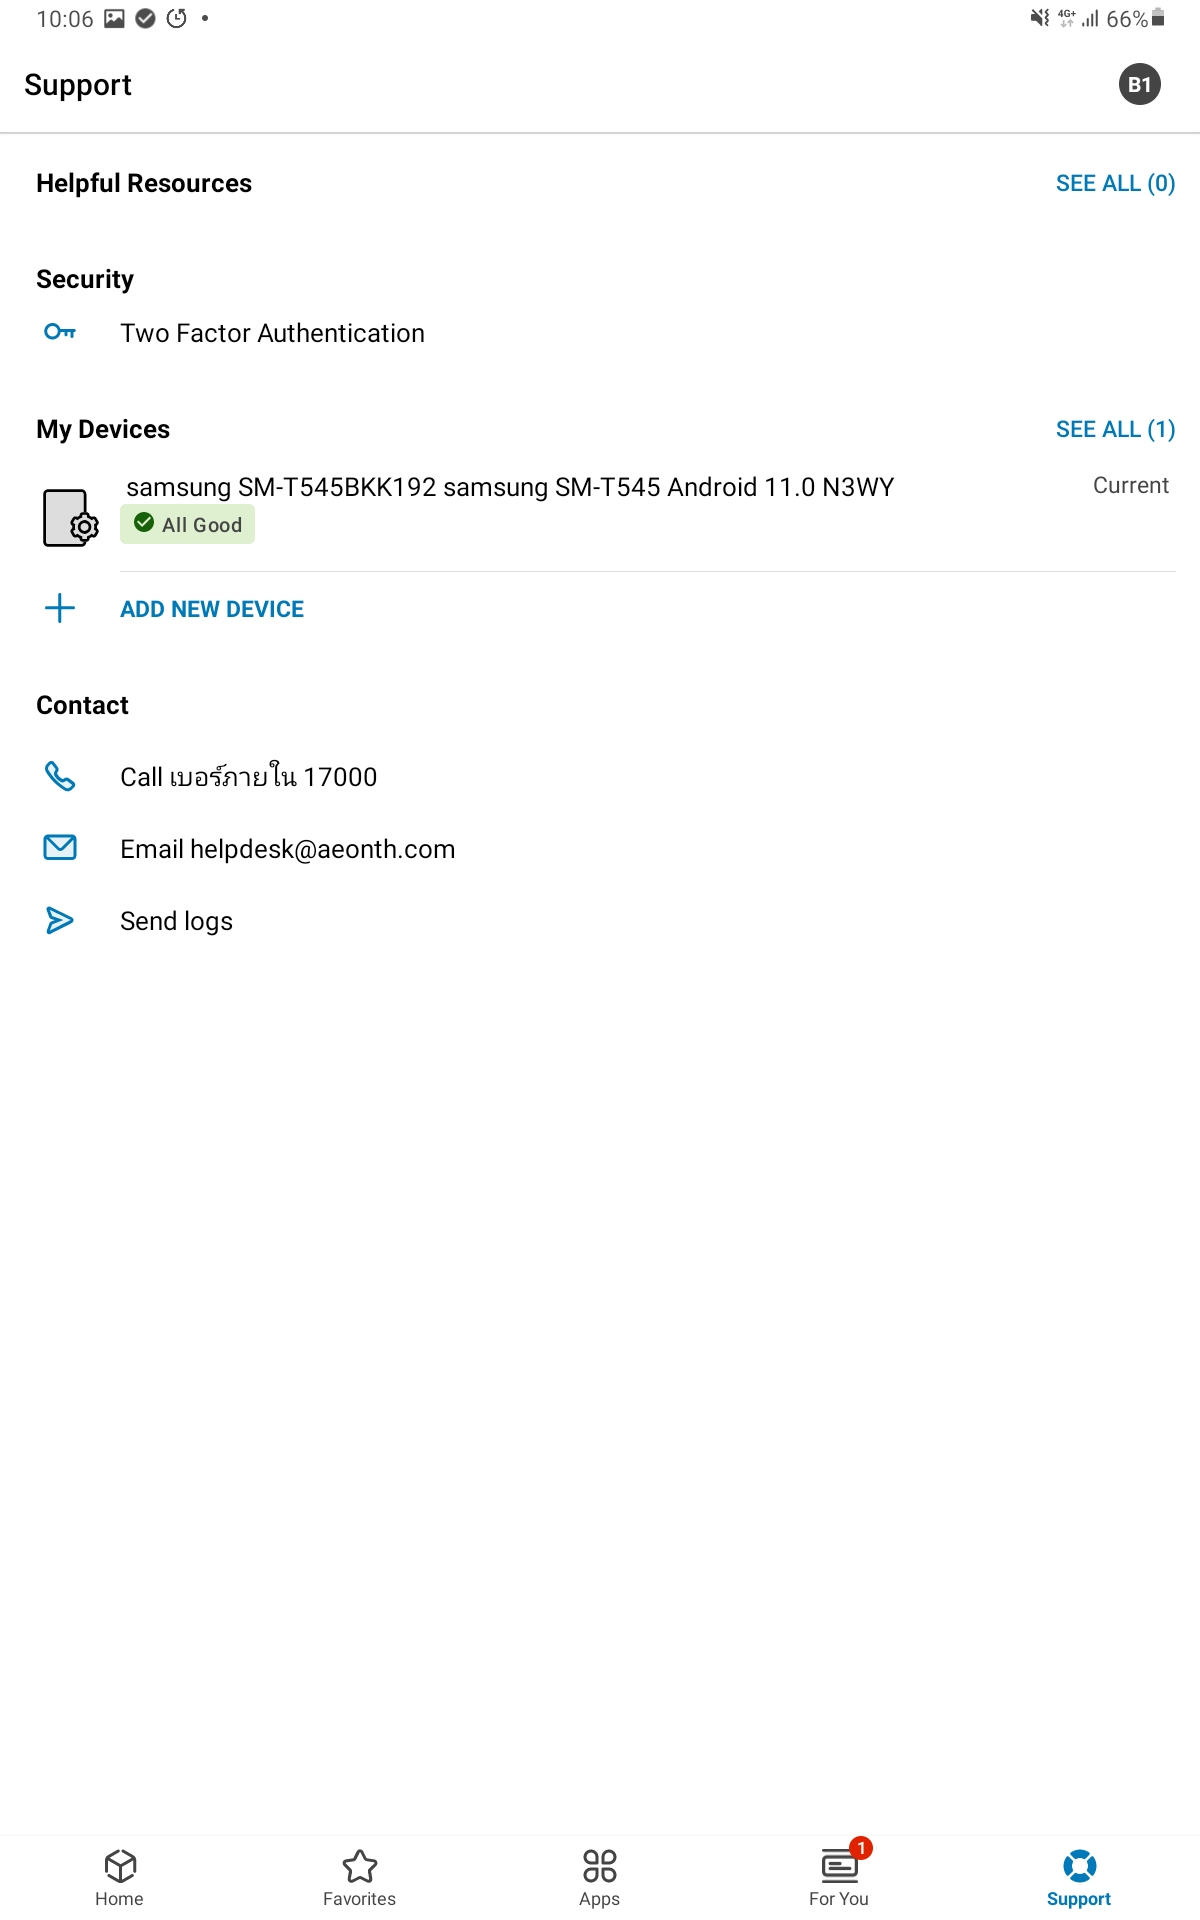 10:06
4G+ 66%
Support
B1
Helpful Resources
SEE ALL (0)
Security
Two Factor Authentication
My Devices
SEE ALL (1)
samsung SM-T545BKK192 samsung SM-T545 Android 11.0 N3WY
Current
All Good
ADD NEW DEVICE
Contact
Call เบอร์ภายใน 17000
Email helpdesk@aeonth.com
Send logs
1
Home
Favorites
Apps
For You
Support